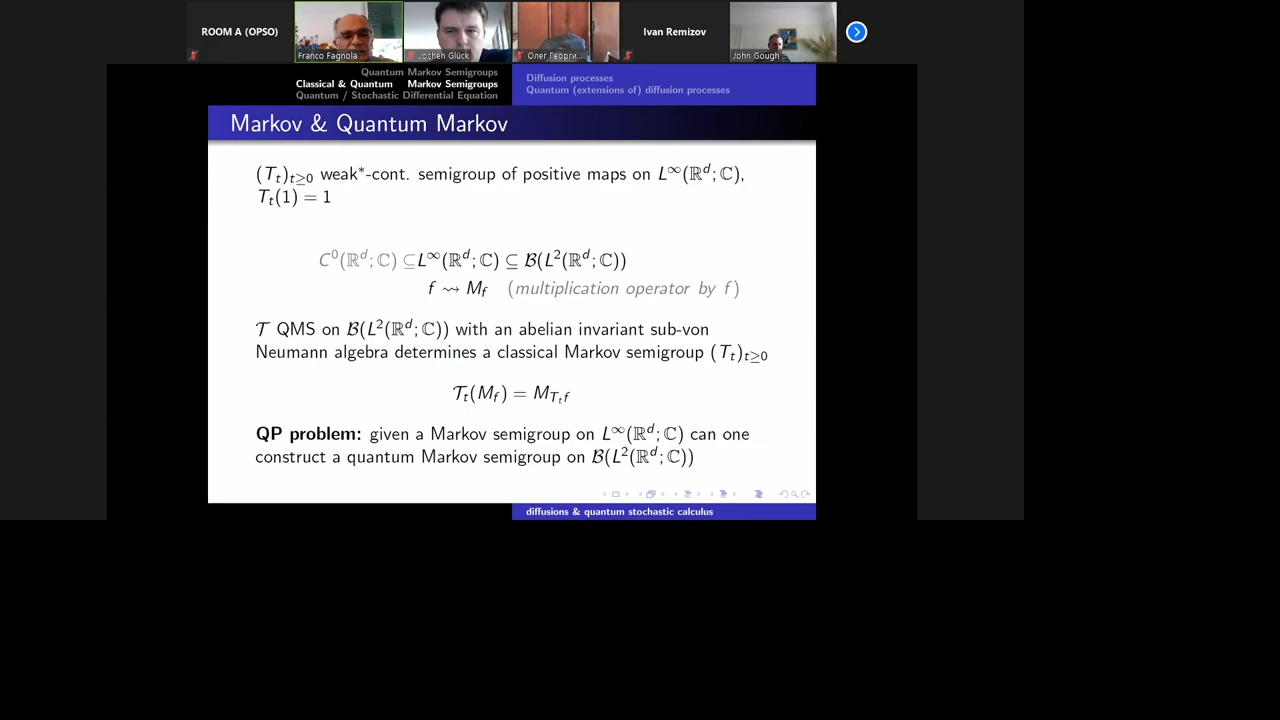 ROOM A (OPSO)
Franco Fagnola
Jochen Glück
Олег Георги...
Ivan Remizov
John Gough
Quantum Markov Semigroups
Classical & Quantum Markov Semigroups
Quantum / Stochastic Differential Equation
Diffusion processes
Quantum (extensions of) diffusion processes
Markov & Quantum Markov
(T_t)_{t≥0} weak*-cont. semigroup of positive maps on L^∞(ℝ^d; ℂ),
T_t(1) = 1
C^0(ℝ^d; ℂ) ⊆ L^∞(ℝ^d; ℂ) ⊆ 𝓑(L^2(ℝ^d; ℂ))
f ⇝ M_f (multiplication operator by f)
𝒯 QMS on 𝓑(L^2(ℝ^d; ℂ)) with an abelian invariant sub-von
Neumann algebra determines a classical Markov semigroup (T_t)_{t≥0}
𝒯_t(M_f) = M_{T_t f}
QP problem: given a Markov semigroup on L^∞(ℝ^d; ℂ) can one
construct a quantum Markov semigroup on 𝓑(L^2(ℝ^d; ℂ))
diffusions & quantum stochastic calculus